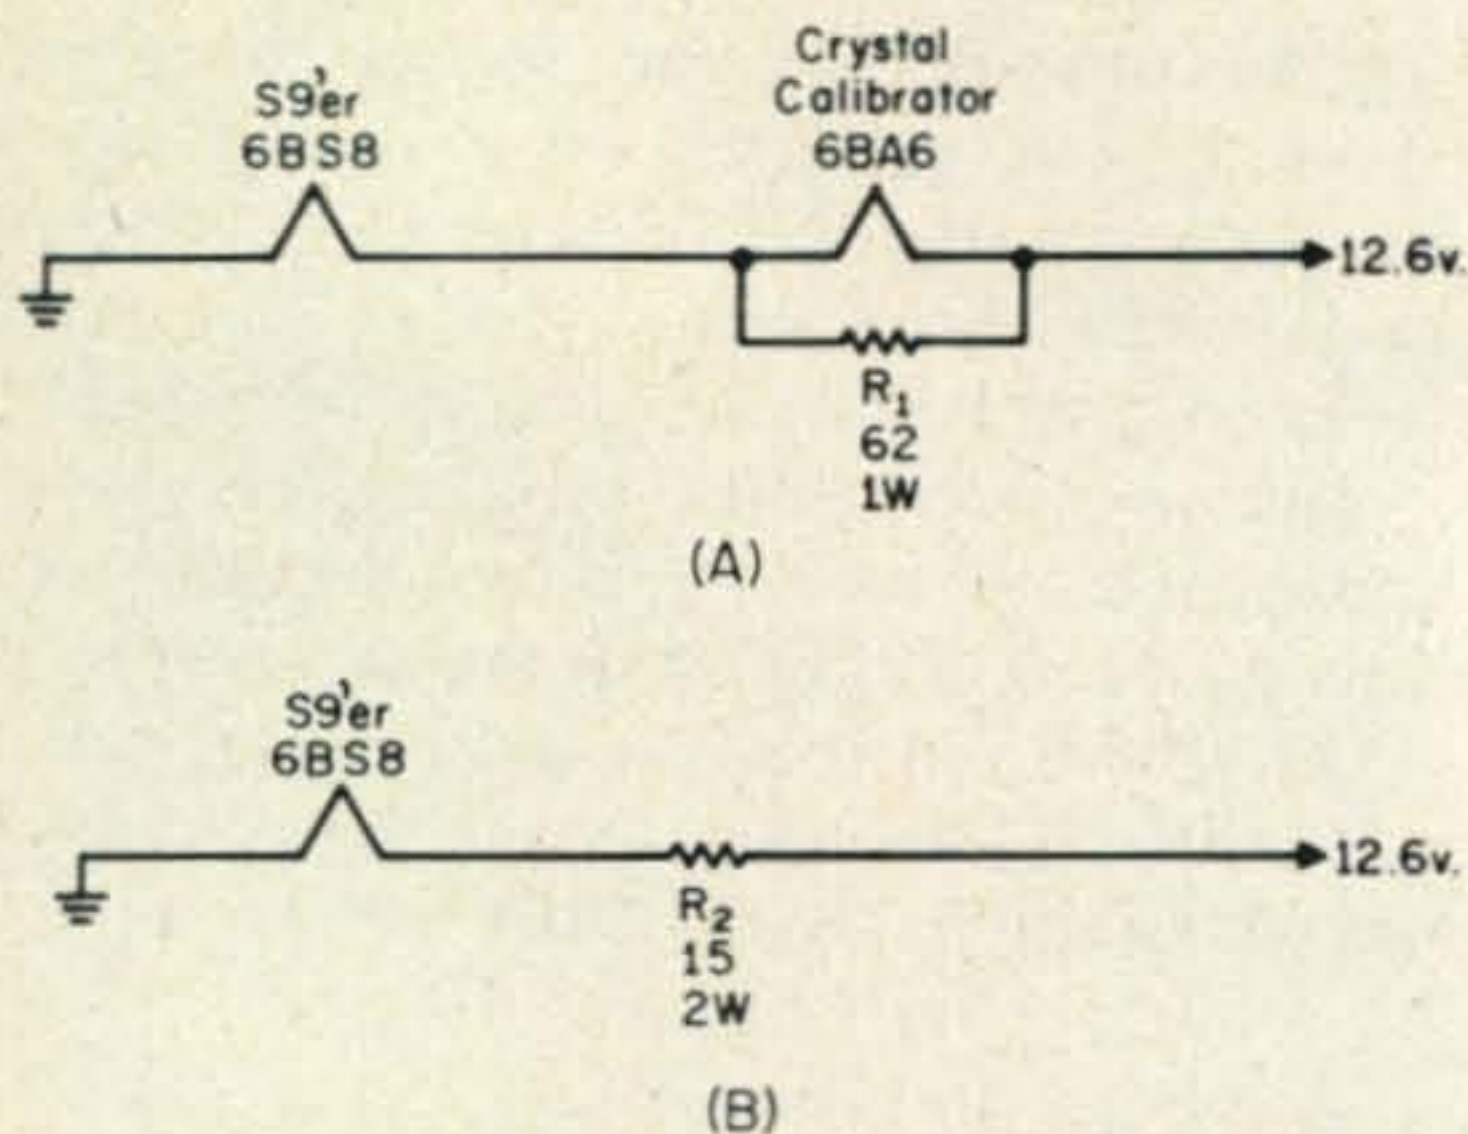 S9'er
6BS8
Crystal
Calibrator
6BA6
12.6v.
R1
62
1W
(A)
S9'er
6BS8
12.6v.
R2
15
2W
(B)